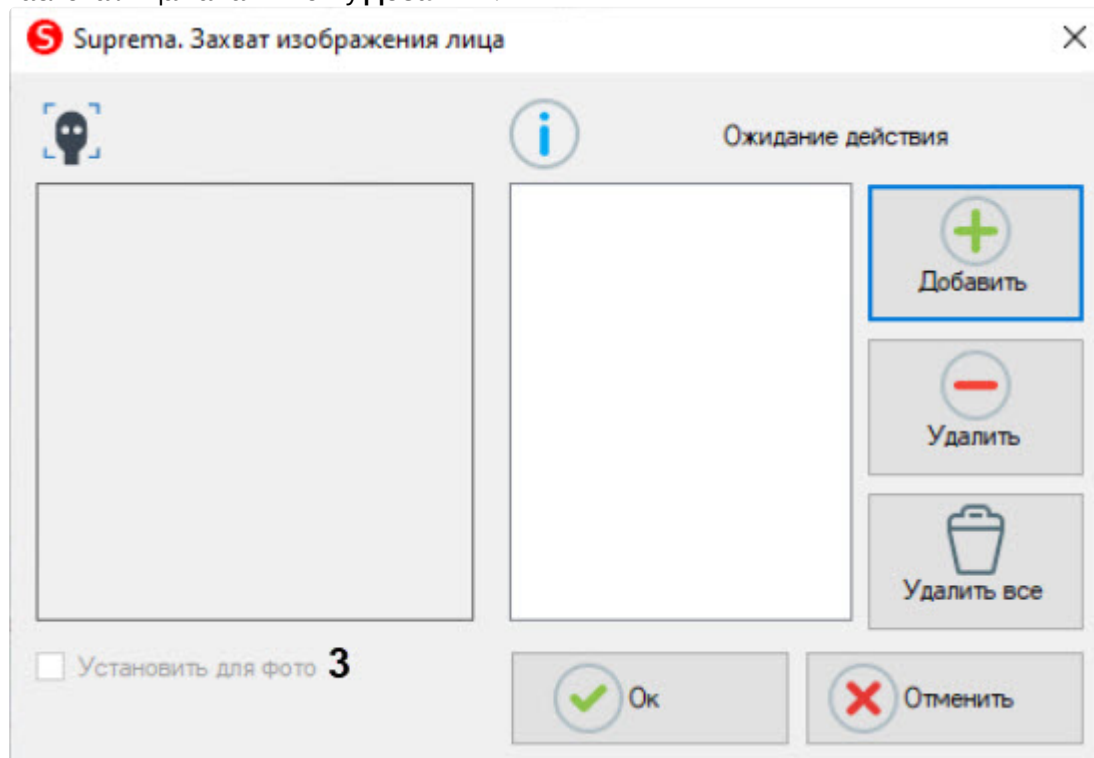 Suprema. Захват изображения лица
Ожидание действия
Добавить
Удалить
Удалить все
Установить для фото 3
Ок
Отменить